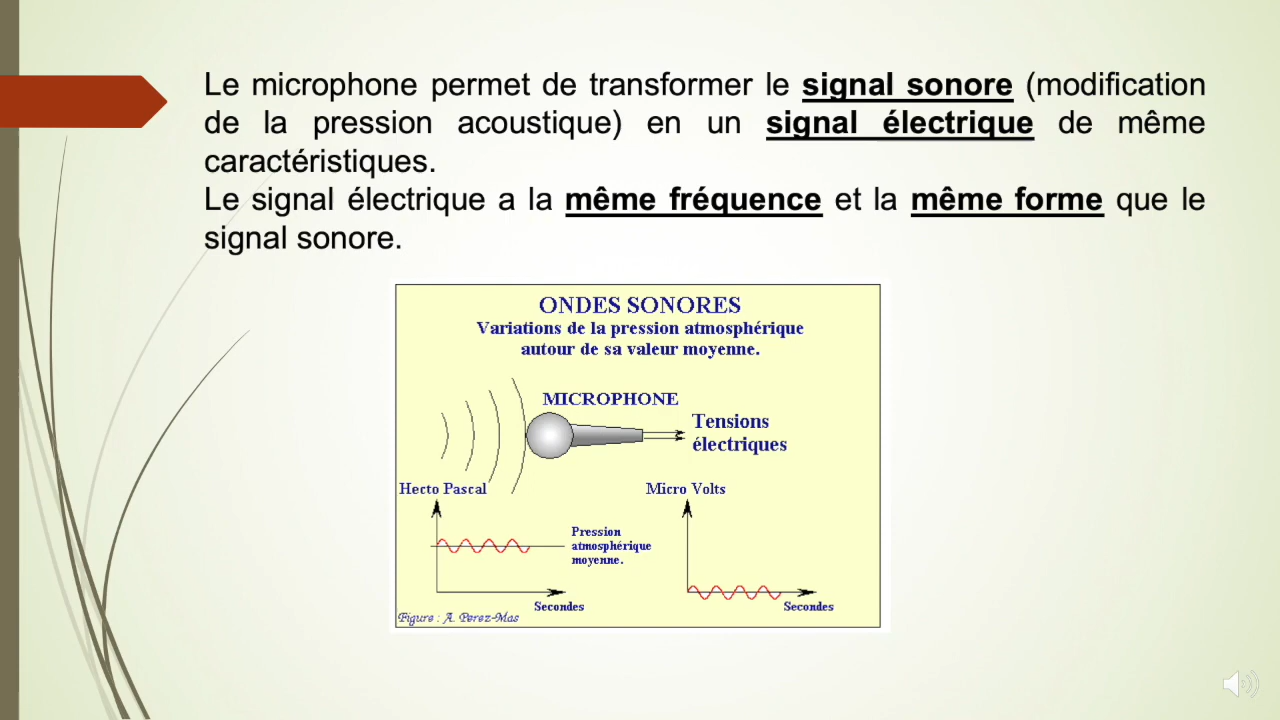 Le microphone permet de transformer le signal sonore (modification
de la pression acoustique) en un signal électrique de même
caractéristiques.
Le signal électrique a la même fréquence et la même forme que le
signal sonore.
ONDES SONORES
Variations de la pression atmosphérique
autour de sa valeur moyenne.
MICROPHONE
Tensions
électriques
Hecto Pascal
Micro Volts
Pression
atmosphérique
moyenne.
Secondes
Secondes
Figure : A. Perez-Mas